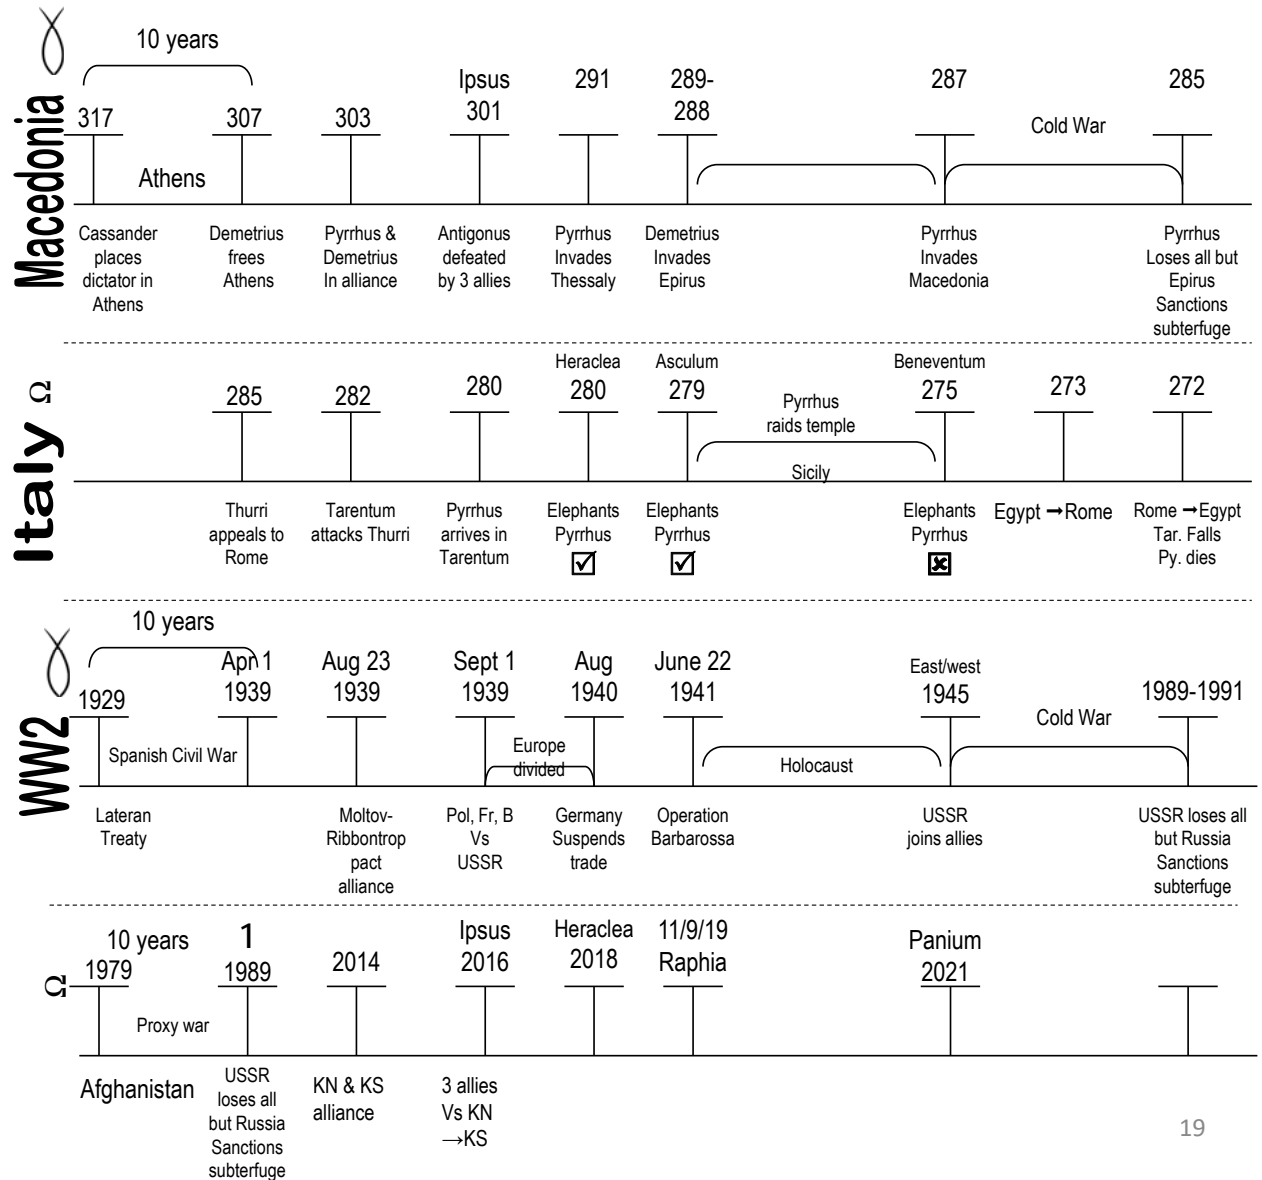 Macedonia
10 years
317
307
303
Ipsus
301
291
289-
288
287
285
Athens
Cold War
Cassander
places
dictator in
Athens
Demetrius
frees
Athens
Pyrrhus &
Demetrius
In alliance
Antigonus
defeated
by 3 allies
Pyrrhus
Invades
Thessaly
Demetrius
Invades
Epirus
Pyrrhus
Invades
Macedonia
Pyrrhus
Loses all but
Epirus
Sanctions
subterfuge
Italy Ω
285
282
280
Heraclea
280
Asculum
279
Pyrrhus
raids temple
Sicily
Beneventum
275
273
272
Thurri
appeals to
Rome
Tarentum
attacks Thurri
Pyrrhus
arrives in
Tarentum
Elephants
Pyrrhus
Elephants
Pyrrhus
Elephants
Pyrrhus
Egypt →Rome
Rome →Egypt
Tar. Falls
Py. dies
WW2
10 years
1929
Apr 1
1939
Aug 23
1939
Sept 1
1939
Aug
1940
June 22
1941
East/west
1945
1989-1991
Spanish Civil War
Europe
divided
Holocaust
Cold War
Lateran
Treaty
Moltov-
Ribbontrop
pact
alliance
Pol, Fr, B
Vs
USSR
Germany
Suspends
trade
Operation
Barbarossa
USSR
joins allies
USSR loses all
but Russia
Sanctions
subterfuge
Ω
10 years
1979
1
1989
2014
Ipsus
2016
Heraclea
2018
11/9/19
Raphia
Panium
2021
Proxy war
Afghanistan
USSR
loses all
but Russia
Sanctions
subterfuge
KN & KS
alliance
3 allies
Vs KN
→KS
19